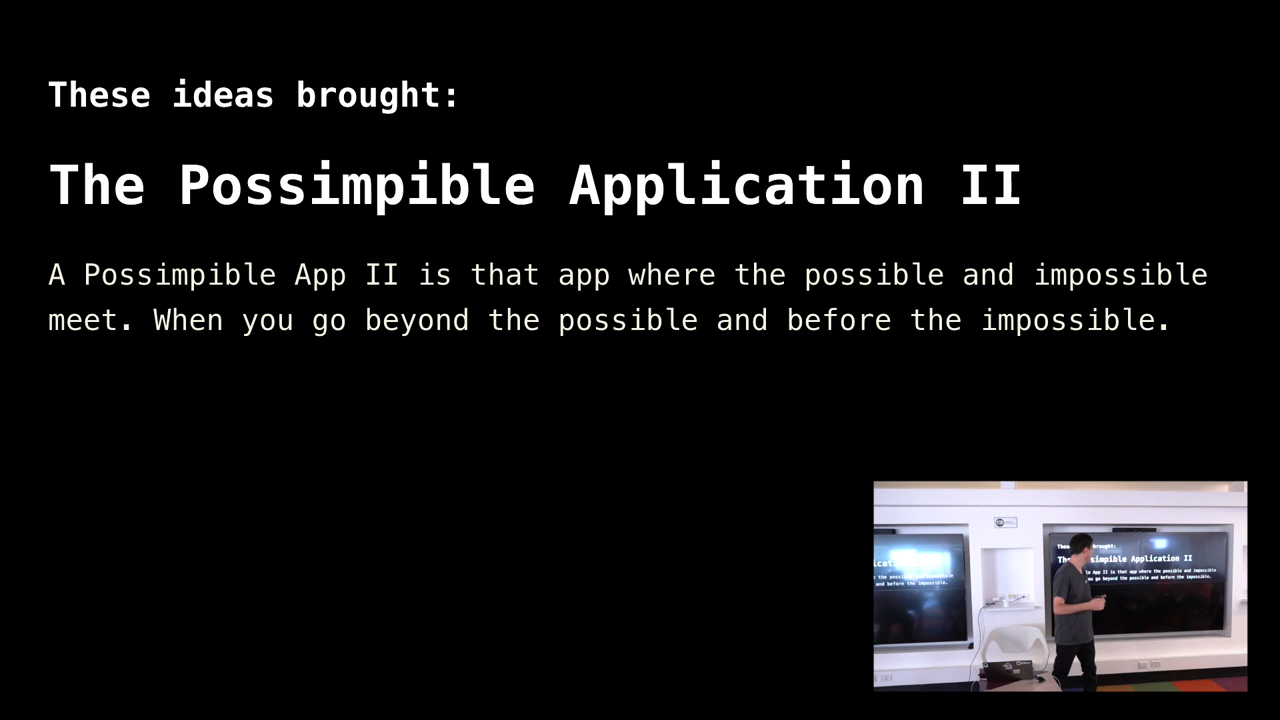 These ideas brought:
The Possimpible Application II
A Possimpible App II is that app where the possible and impossible
meet. When you go beyond the possible and before the impossible.